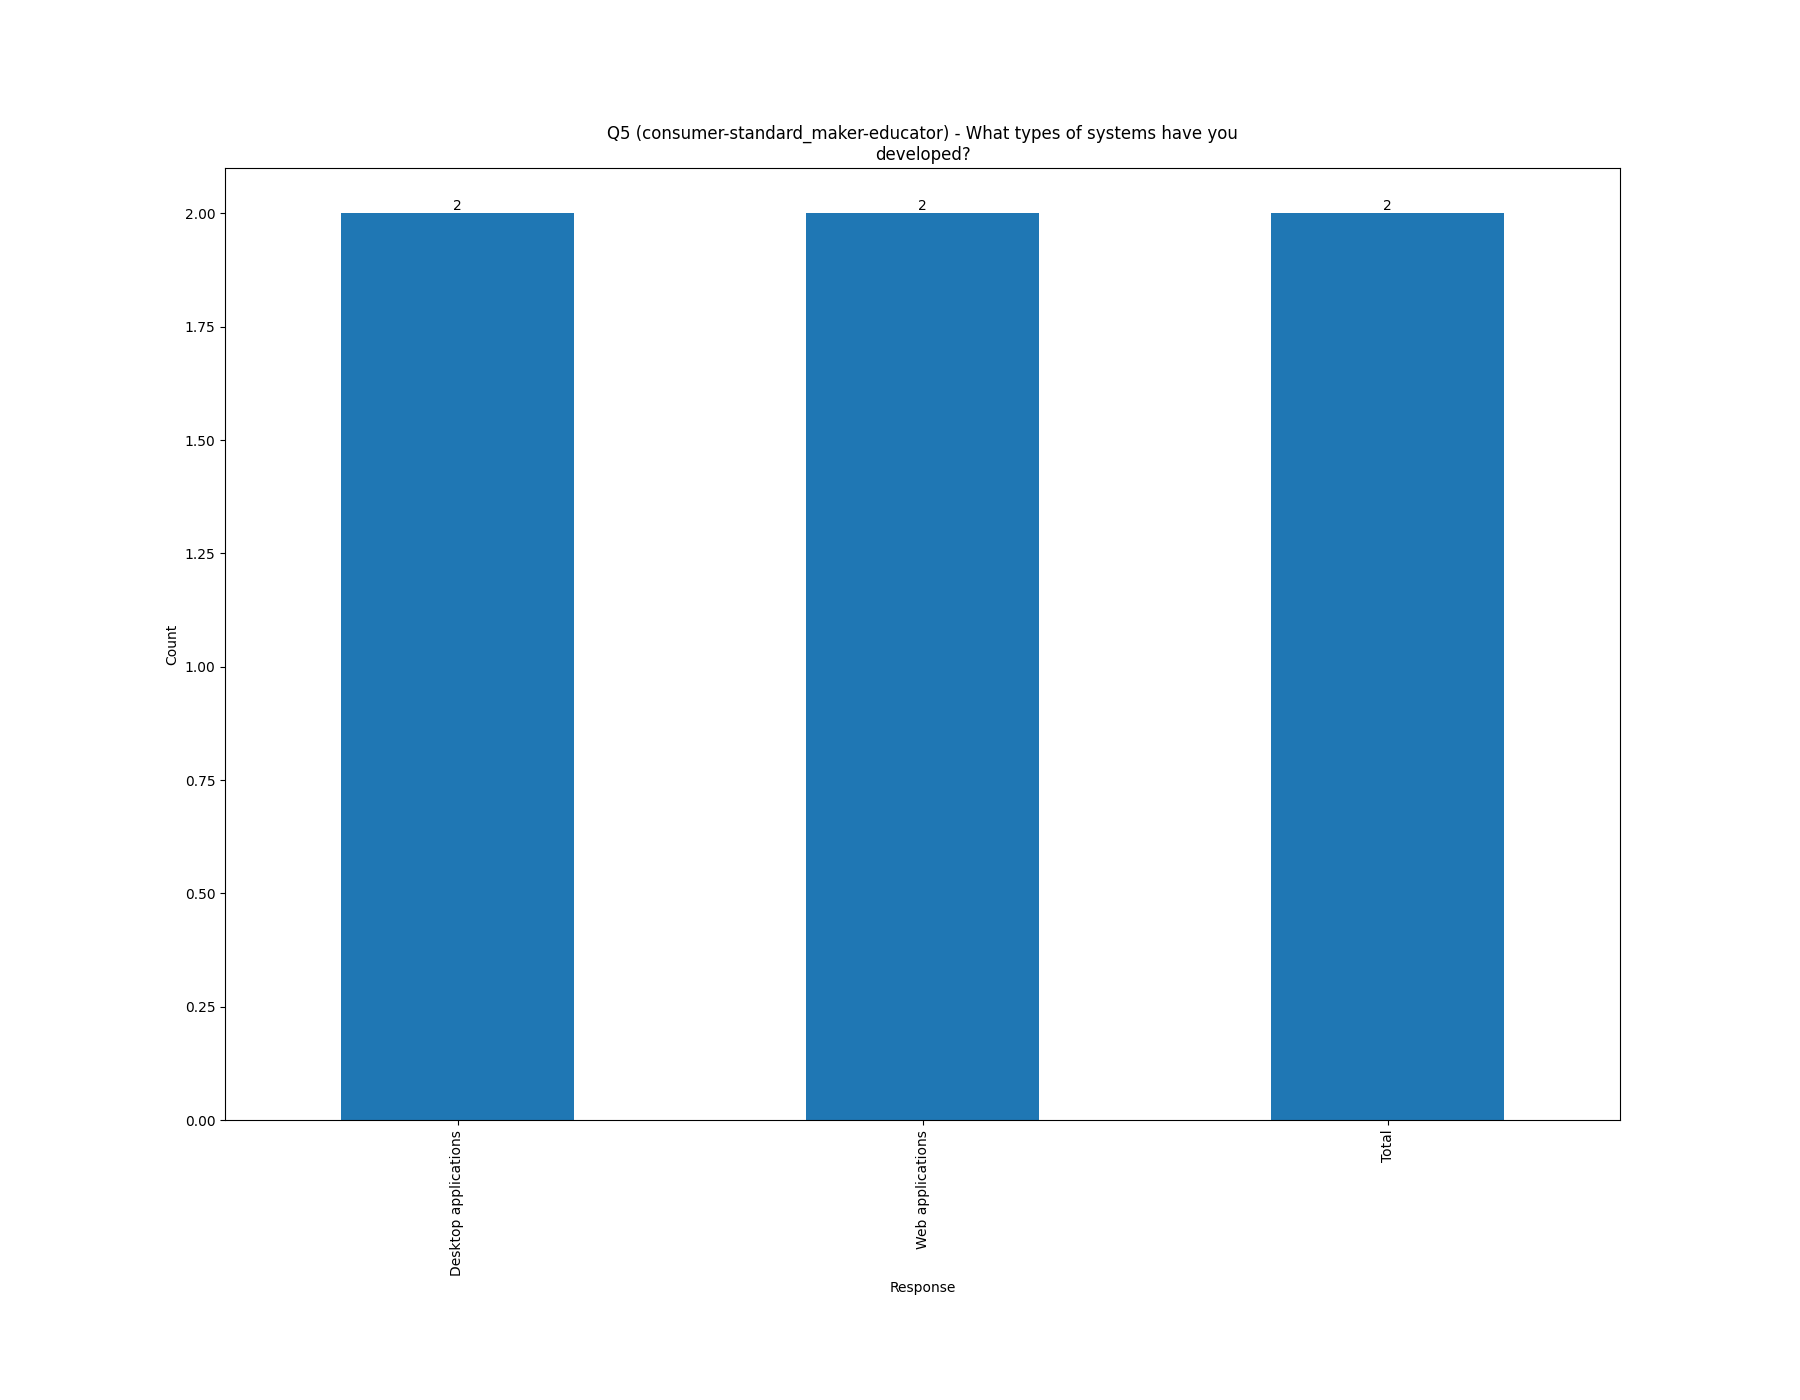 Q5 (consumer-standard_maker-educator) - What types of systems have you
developed?
2
2
2
2.00
1.75
1.50
1.25
1.00
0.75
0.50
0.25
0.00
Count
Desktop applications
Web applications
Total
Response